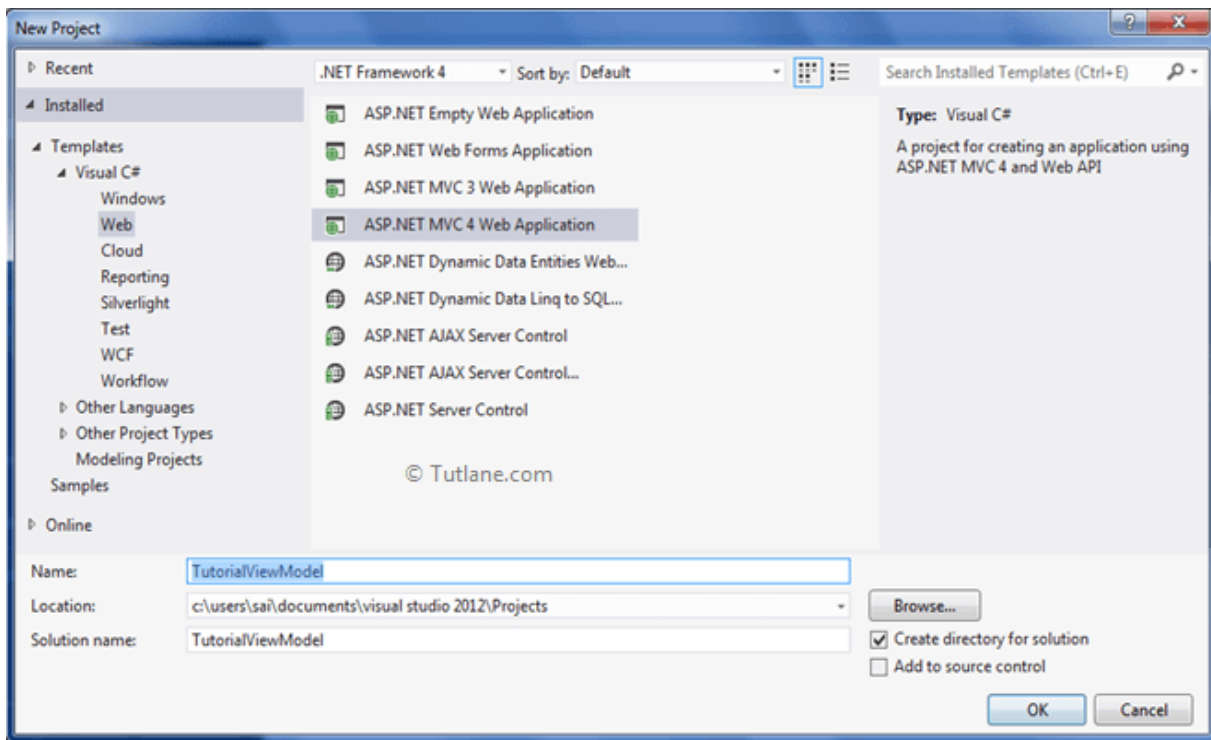 New Project
Recent
.NET Framework 4
Sort by: Default
Search Installed Templates (Ctrl+E)
Installed
Templates
Visual C#
Windows
Web
Cloud
Reporting
Silverlight
Test
WCF
Workflow
Other Languages
Other Project Types
Modeling Projects
Samples
Online
ASP.NET Empty Web Application
ASP.NET Web Forms Application
ASP.NET MVC 3 Web Application
ASP.NET MVC 4 Web Application
ASP.NET Dynamic Data Entities Web...
ASP.NET Dynamic Data Linq to SQL...
ASP.NET AJAX Server Control
ASP.NET AJAX Server Control...
ASP.NET Server Control
© Tutlane.com
Type: Visual C#
A project for creating an application using
ASP.NET MVC 4 and Web API
Name: TutorialViewModel
Location: c:\users\sai\documents\visual studio 2012\Projects
Browse...
Solution name: TutorialViewModel
Create directory for solution
Add to source control
OK
Cancel